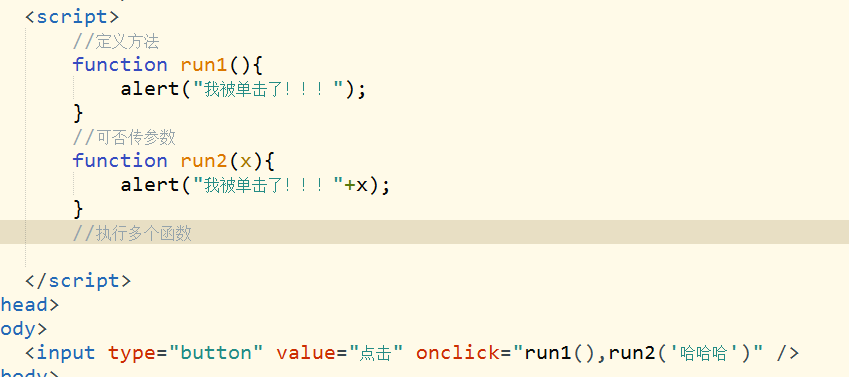 <script>
//定义方法
function run1(){
alert("我被单击了！！！");
}
//可否传参数
function run2(x){
alert("我被单击了！！！"+x);
}
//执行多个函数
</script>
head>
ody>
<input type="button" value="点击" onclick="run1(),run2('哈哈哈')" />
body>